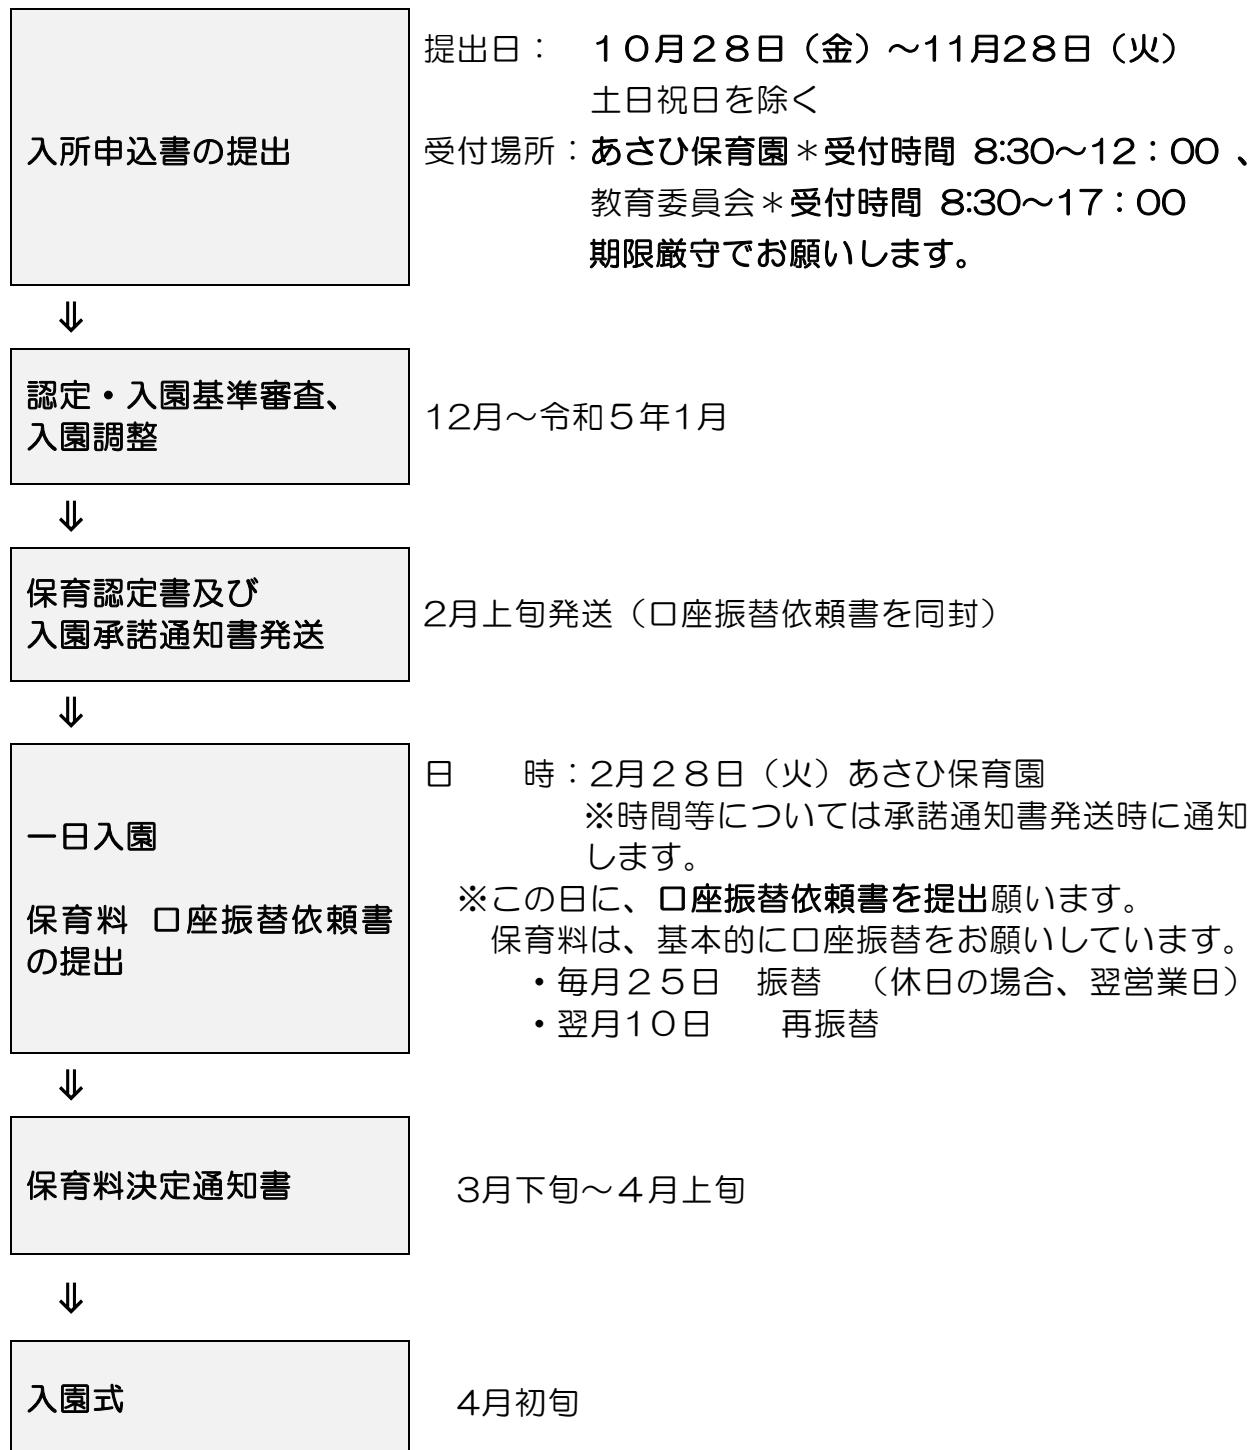 入所申込書の提出
提出日： １０月２８日（金）～11月28日（火）
土日祝日を除く
受付場所：あさひ保育園＊受付時間 8:30～12：00 、
教育委員会＊受付時間 8:30～17：00
期限厳守でお願いします。
⇓
認定・入園基準審査、
入園調整
12月～令和５年1月
⇓
保育認定書及び
入園承諾通知書発送
2月上旬発送（口座振替依頼書を同封）
⇓
一日入園
保育料 口座振替依頼書
の提出
日　　時：2月２８日（火）あさひ保育園
※時間等については承諾通知書発送時に通知
します。
※この日に、口座振替依頼書を提出願います。
保育料は、基本的に口座振替をお願いしています。
・毎月２５日　振替　（休日の場合、翌営業日）
・翌月10日　　再振替
⇓
保育料決定通知書
3月下旬～４月上旬
⇓
入園式
4月初旬